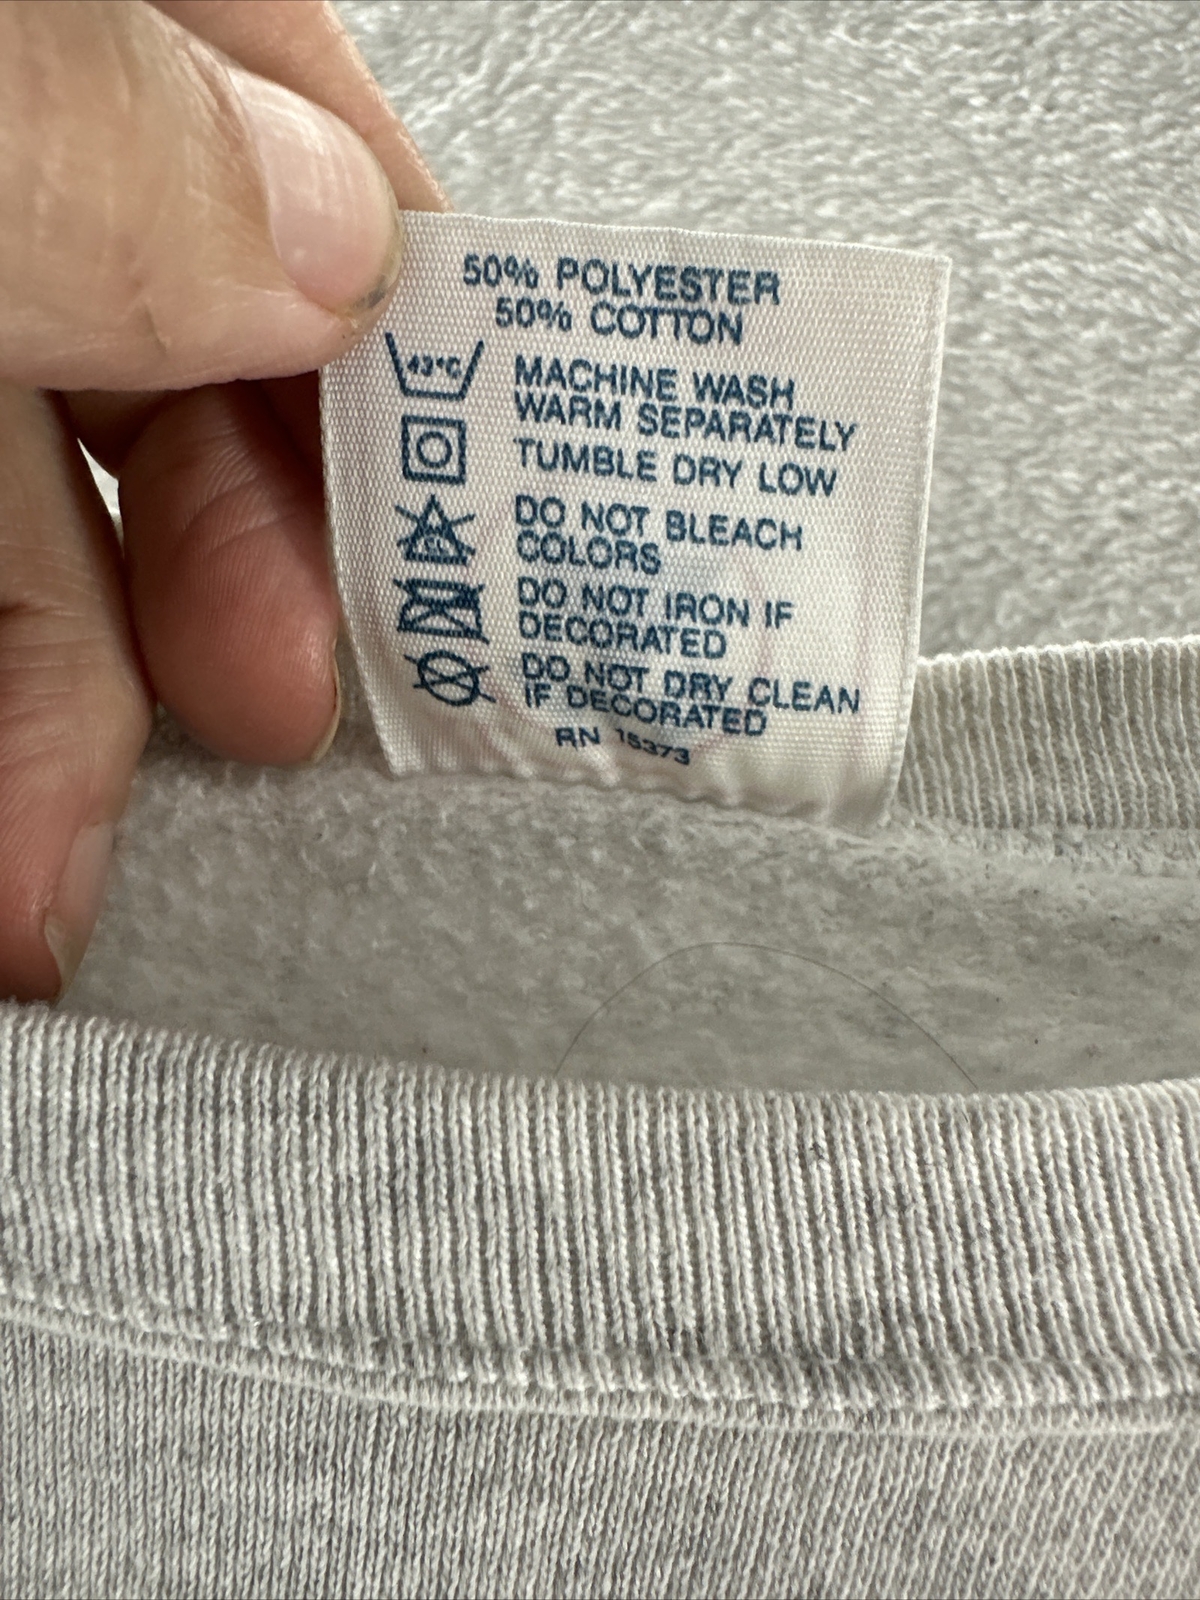 50% POLYESTER
50% COTTON
43°C
MACHINE WASH
WARM SEPARATELY
TUMBLE DRY LOW
DO NOT BLEACH
COLORS
DO NOT IRON IF
DECORATED
DO NOT DRY CLEAN
IF DECORATED
RN 15373